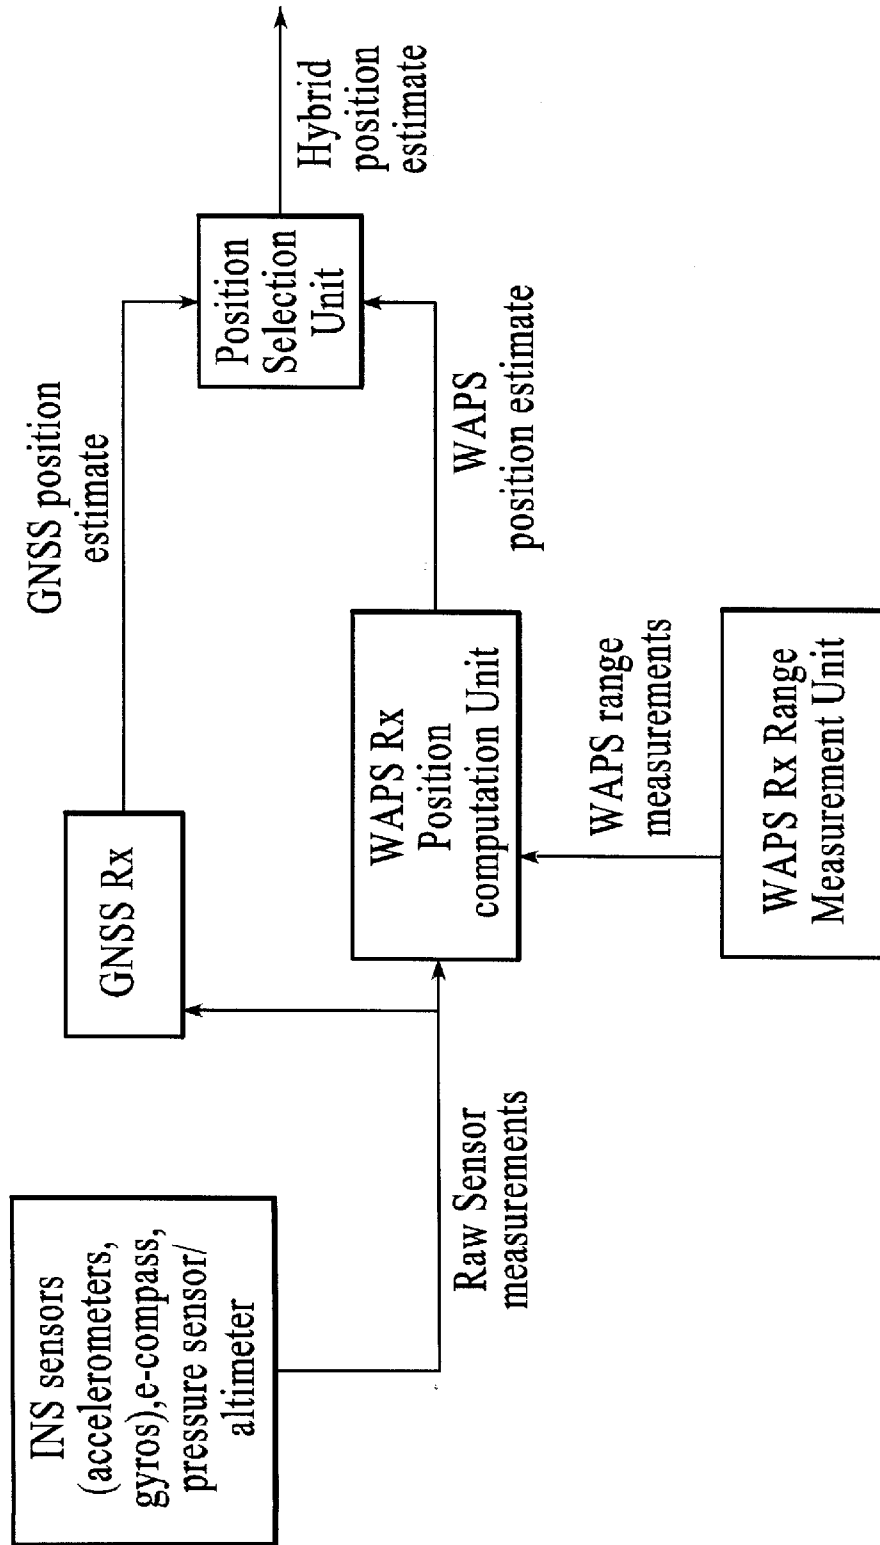 INS sensors
(accelerometers,
gyros),e-compass,
pressure sensor/
altimeter
Raw Sensor
measurements
GNSS Rx
GNSS position
estimate
WAPS Rx
Position
computation Unit
WAPS range
measurements
WAPS Rx Range
Measurement Unit
WAPS
position estimate
Position
Selection
Unit
Hybrid
position
estimate